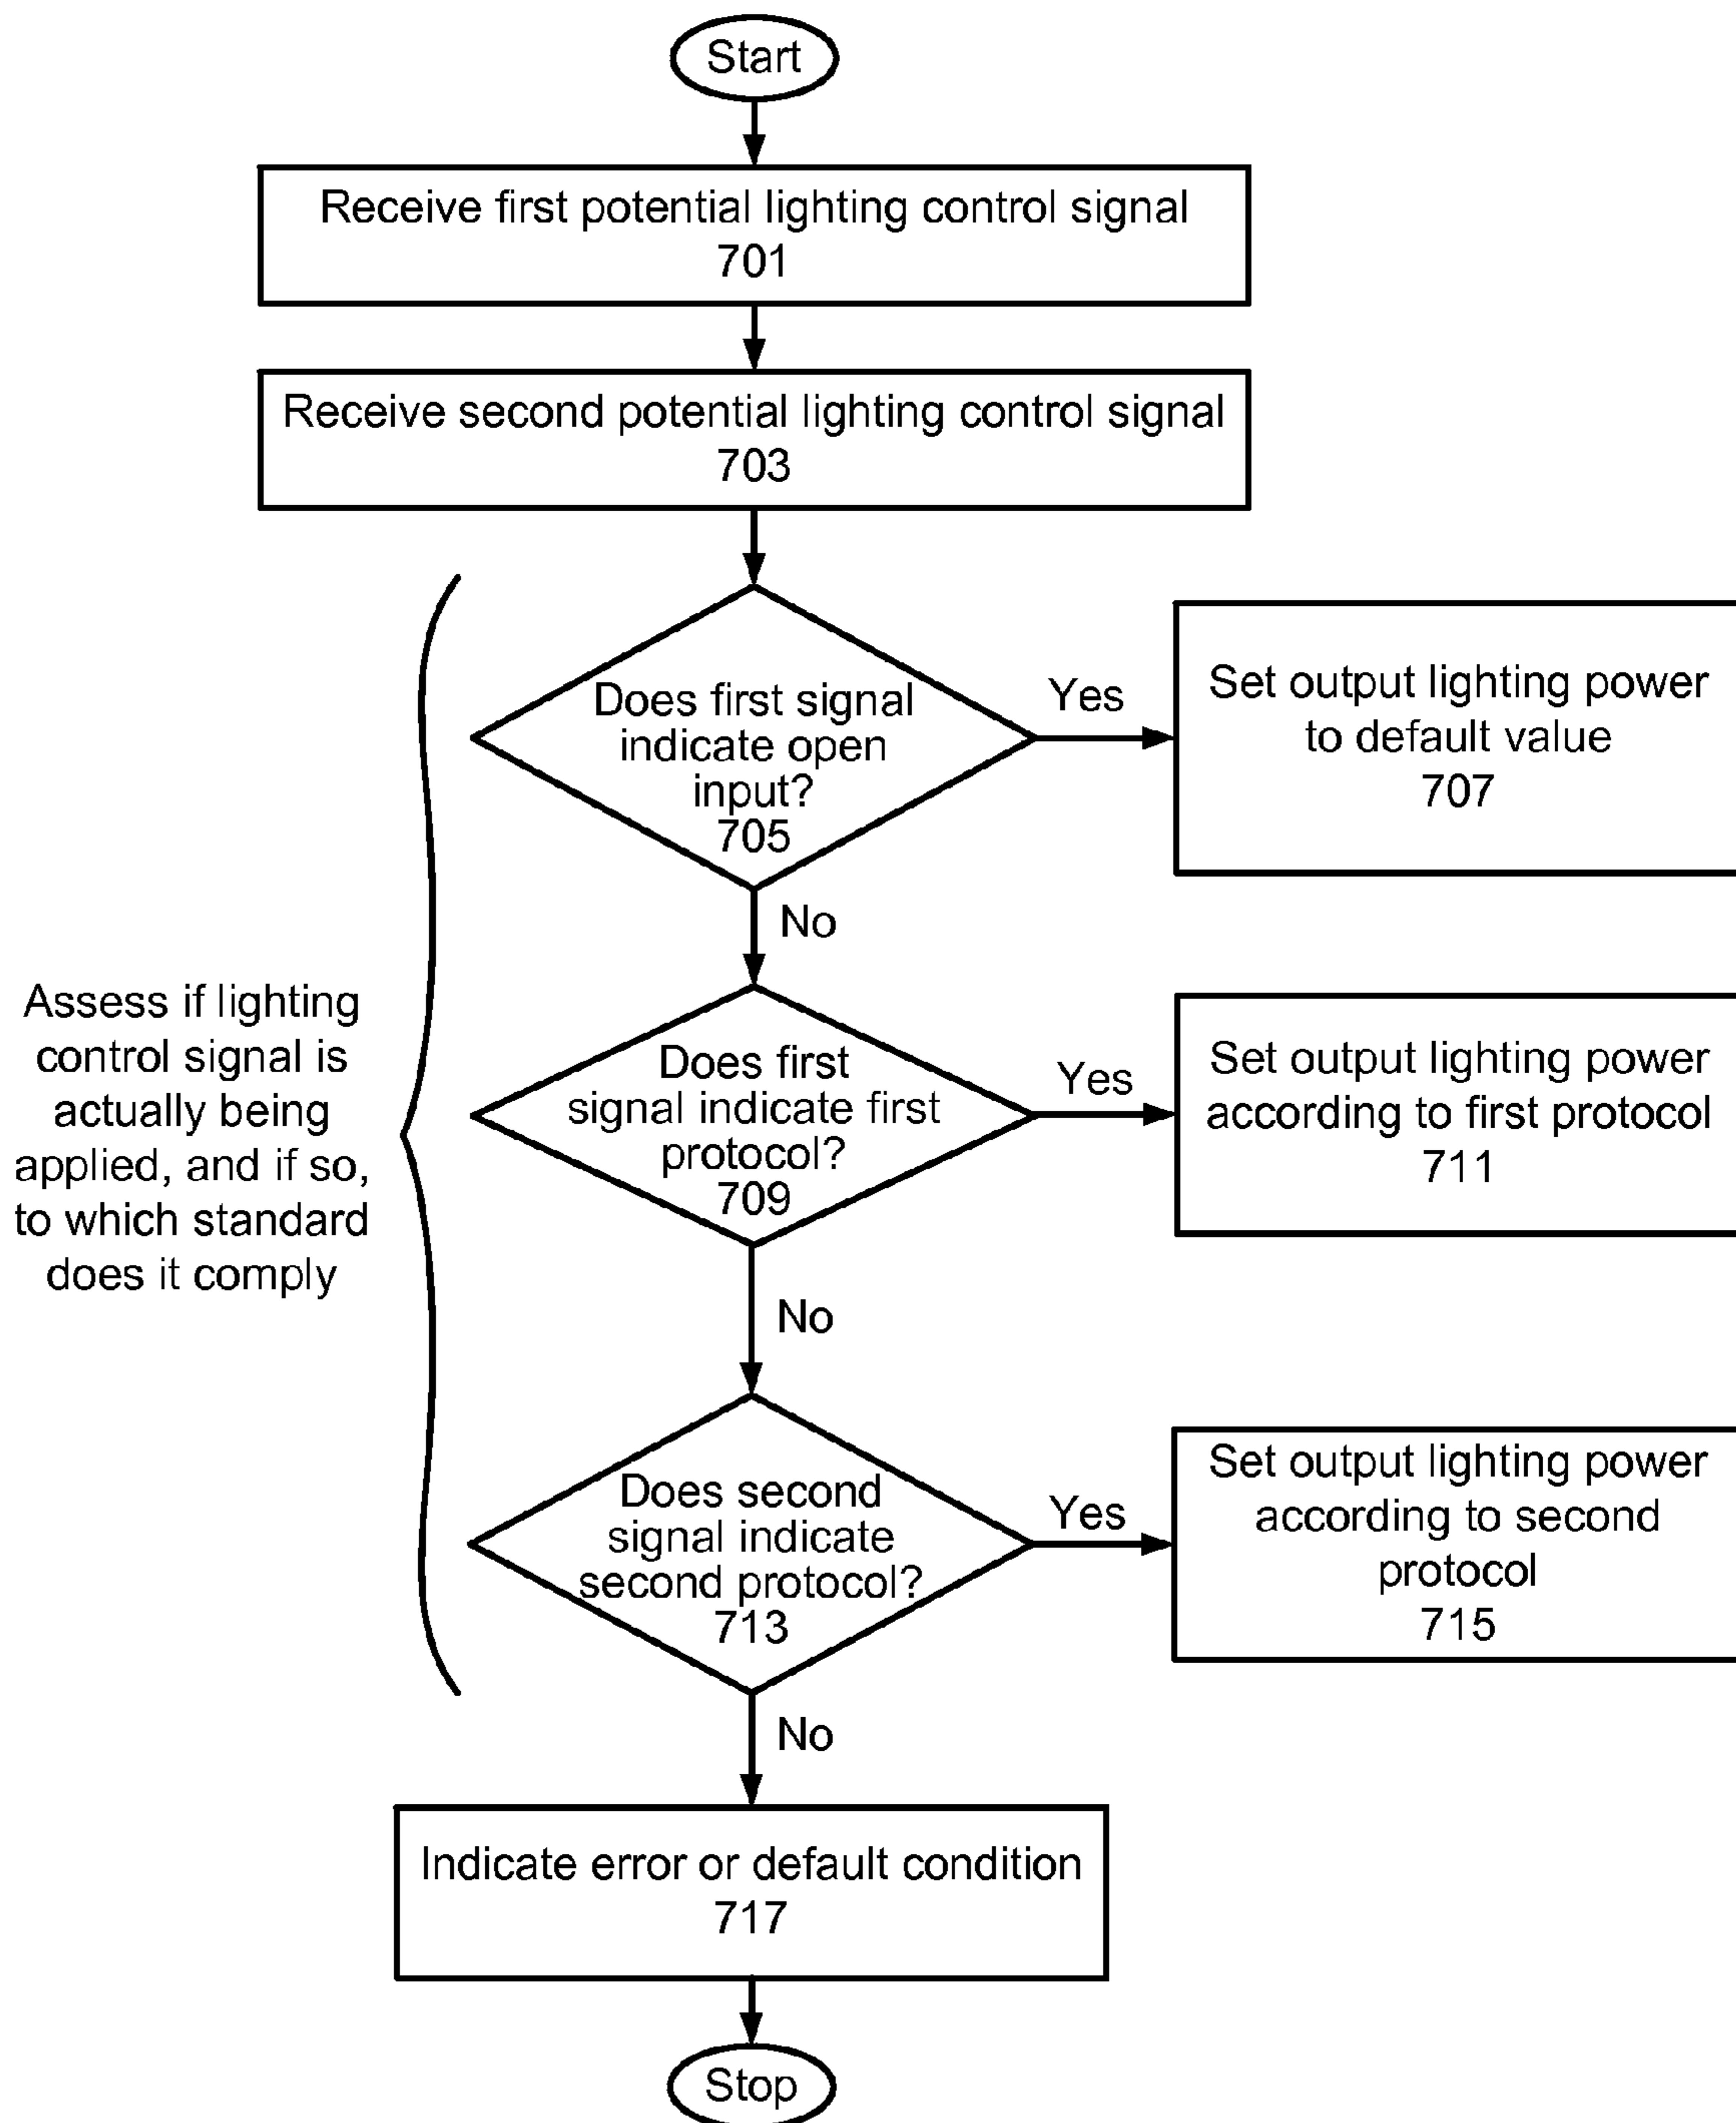 Start
Receive first potential lighting control signal
701
Receive second potential lighting control signal
703
Does first signal
indicate open
input?
705
Yes
Set output lighting power
to default value
707
No
Assess if lighting
control signal is
actually being
applied, and if so,
to which standard
does it comply
Does first
signal indicate first
protocol?
709
Yes
Set output lighting power
according to first protocol
711
No
Does second
signal indicate
second protocol?
713
Yes
Set output lighting power
according to second
protocol
715
No
Indicate error or default condition
717
Stop